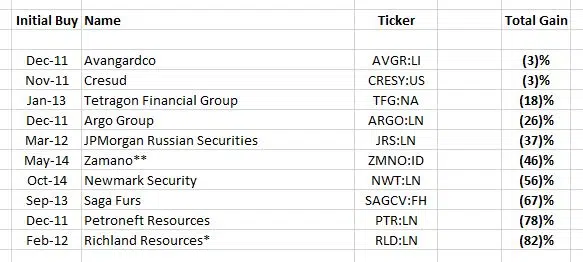 Initial Buy Name Ticker Total Gain
Dec-11 Avangardco AVGR:LI (3)%
Nov-11 Cresud CRESY:US (3)%
Jan-13 Tetragon Financial Group TFG:NA (18)%
Dec-11 Argo Group ARGO:LN (26)%
Mar-12 JPMorgan Russian Securities JRS:LN (37)%
May-14 Zamano** ZMNO:ID (46)%
Oct-14 Newmark Security NWT:LN (56)%
Sep-13 Saga Furs SAGCV:FH (67)%
Dec-11 Petroneft Resources PTR:LN (78)%
Feb-12 Richland Resources* RLD:LN (82)%